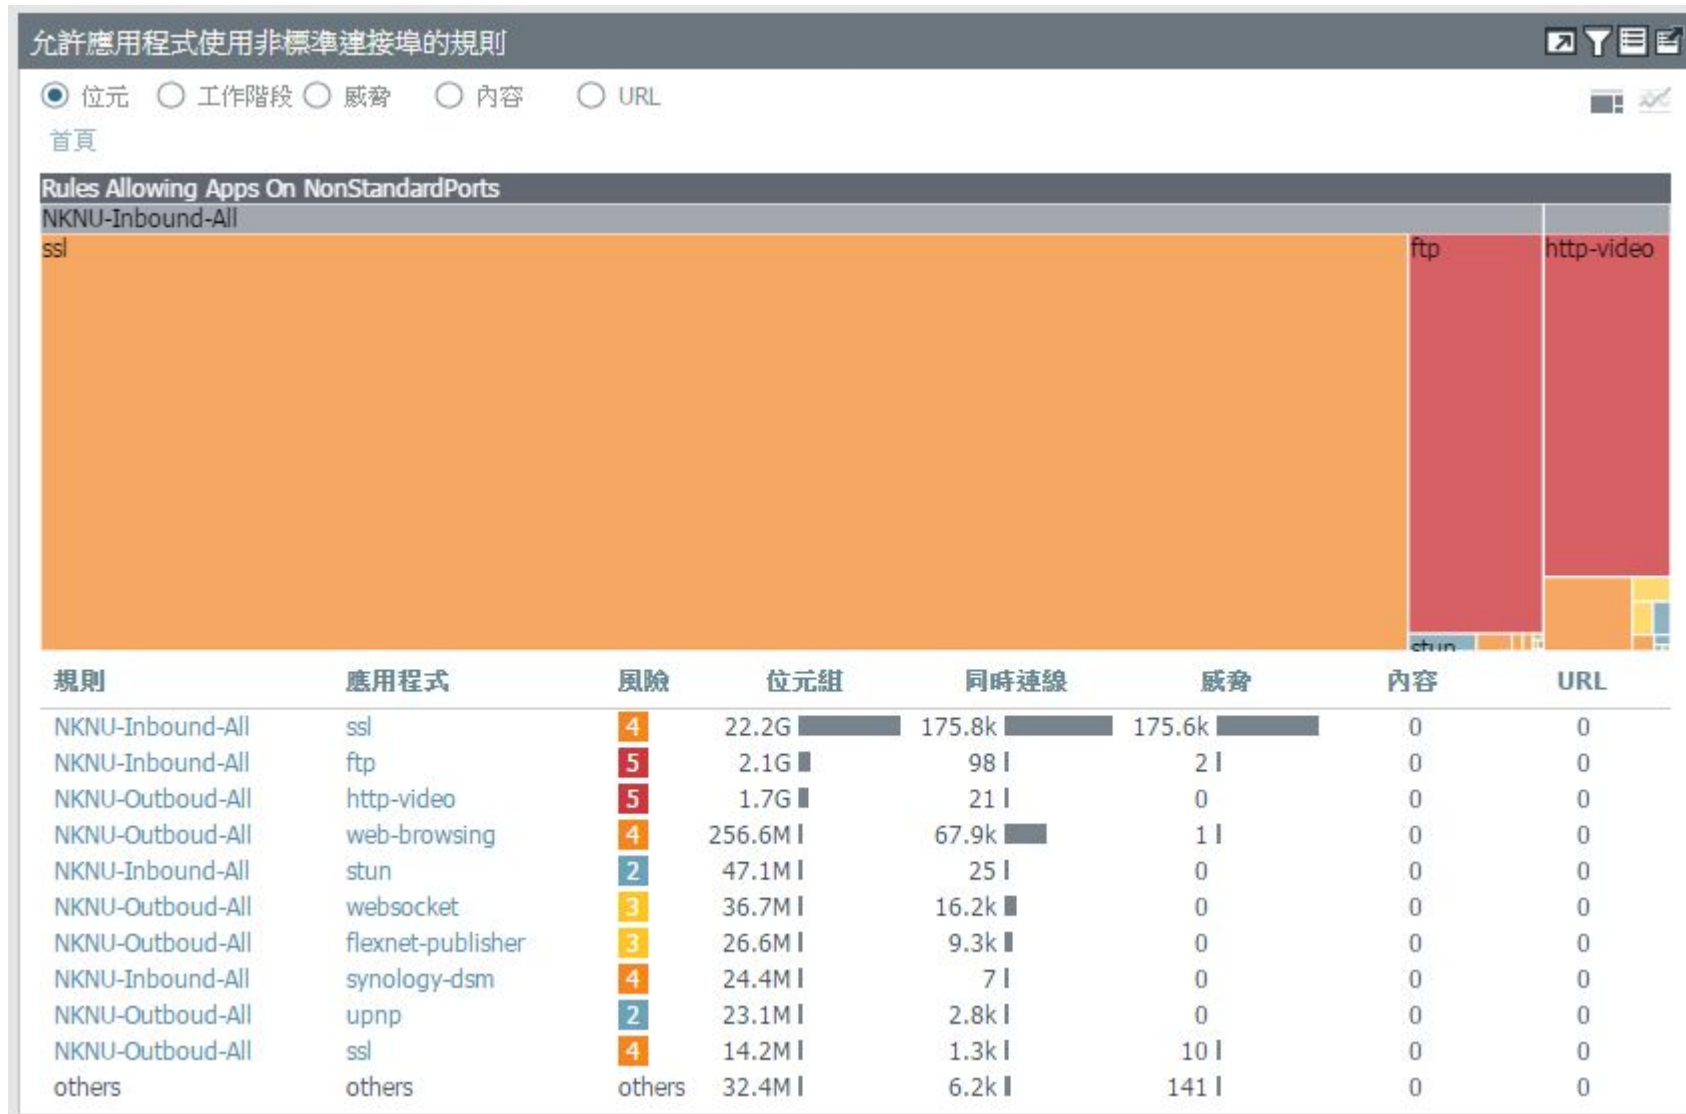 允許應用程式使用非標準連接埠的規則
位元 工作階段 威脅 內容 URL
首頁
Rules Allowing Apps On NonStandardPorts
NKNU-Inbound-All
ssl ftp http-video
stun
規則 應用程式 風險 位元組 同時連線 威脅 內容 URL
NKNU-Inbound-All ssl 4 22.2G 175.8k 175.6k 0 0
NKNU-Inbound-All ftp 5 2.1G 98 2 0 0
NKNU-Outboud-All http-video 5 1.7G 21 0 0 0
NKNU-Outboud-All web-browsing 4 256.6M 67.9k 1 0 0
NKNU-Inbound-All stun 2 47.1M 25 0 0 0
NKNU-Outboud-All websocket 3 36.7M 16.2k 0 0 0
NKNU-Outboud-All flexnet-publisher 3 26.6M 9.3k 0 0 0
NKNU-Inbound-All synology-dsm 4 24.4M 7 0 0 0
NKNU-Outboud-All upnp 2 23.1M 2.8k 0 0 0
NKNU-Outboud-All ssl 4 14.2M 1.3k 10 0 0
others others others 32.4M 6.2k 141 0 0